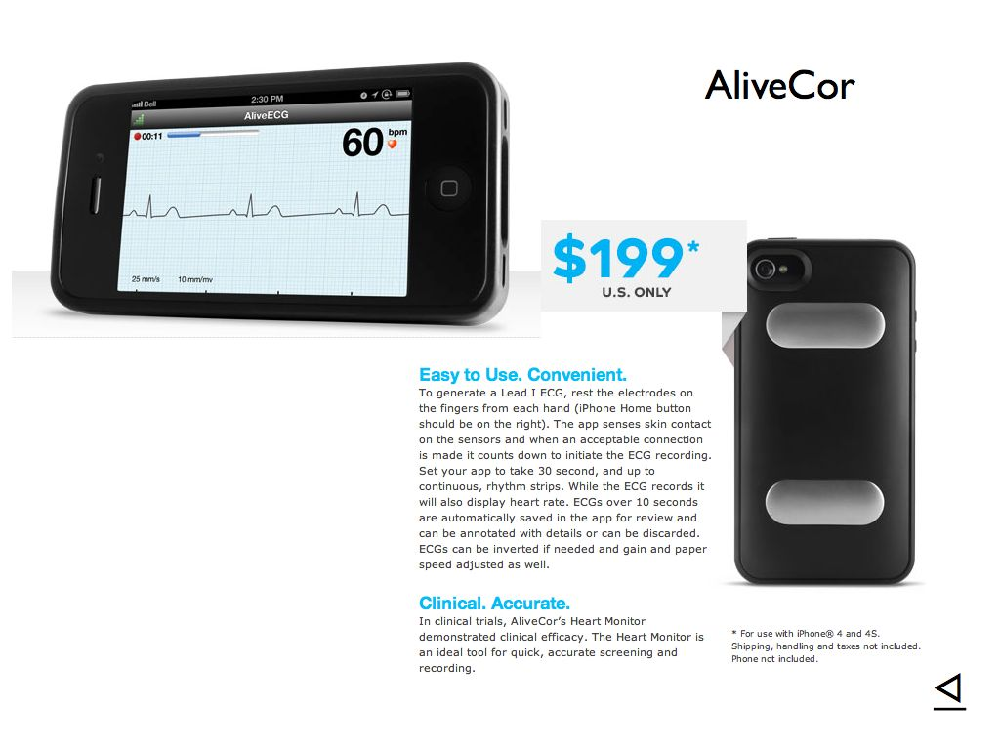 AliveCor
Bell
2:30 PM
AliveECG
00:11
60 bpm
25 mm/s 10 mm/mv
$199*
U.S. ONLY
Easy to Use. Convenient.
To generate a Lead I ECG, rest the electrodes on
the fingers from each hand (iPhone Home button
should be on the right). The app senses skin contact
on the sensors and when an acceptable connection
is made it counts down to initiate the ECG recording.
Set your app to take 30 second, and up to
continuous, rhythm strips. While the ECG records it
will also display heart rate. ECGs over 10 seconds
are automatically saved in the app for review and
can be annotated with details or can be discarded.
ECGs can be inverted if needed and gain and paper
speed adjusted as well.
Clinical. Accurate.
In clinical trials, AliveCor's Heart Monitor
demonstrated clinical efficacy. The Heart Monitor is
an ideal tool for quick, accurate screening and
recording.
* For use with iPhone® 4 and 4S.
Shipping, handling and taxes not included.
Phone not included.